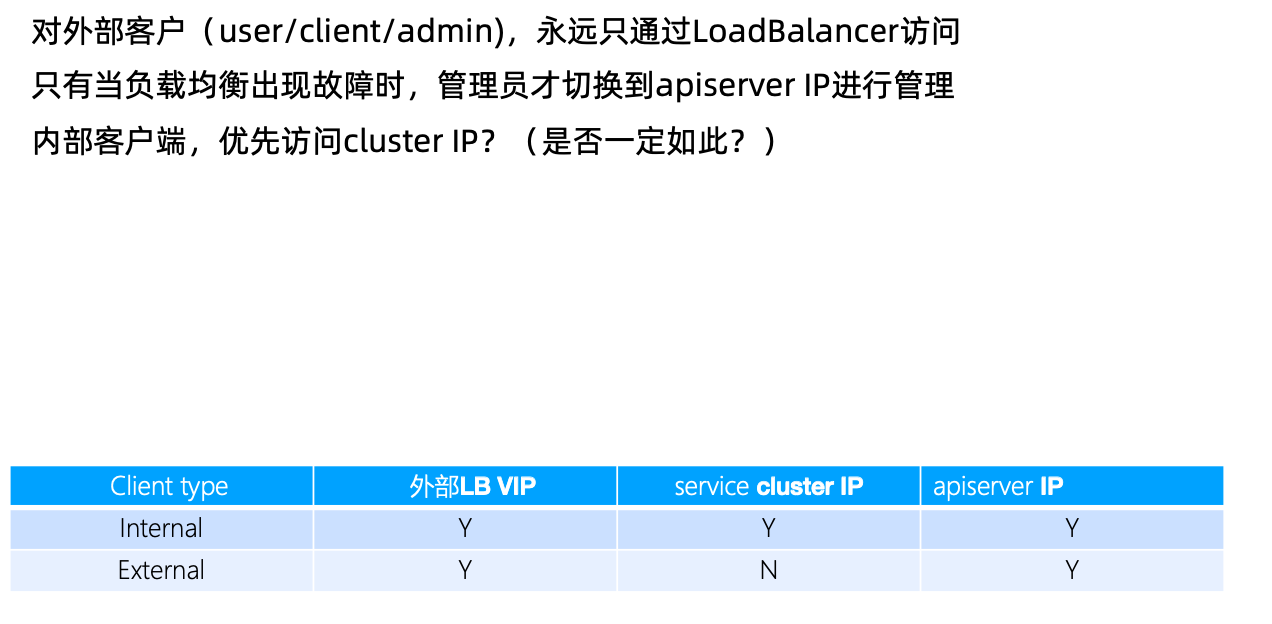 对外部客户（user/client/admin)，永远只通过LoadBalancer访问
只有当负载均衡出现故障时，管理员才切换到apiserver IP进行管理
内部客户端，优先访问cluster IP？（是否一定如此？）
Client type 外部LB VIP service cluster IP apiserver IP
Internal Y Y Y
External Y N Y